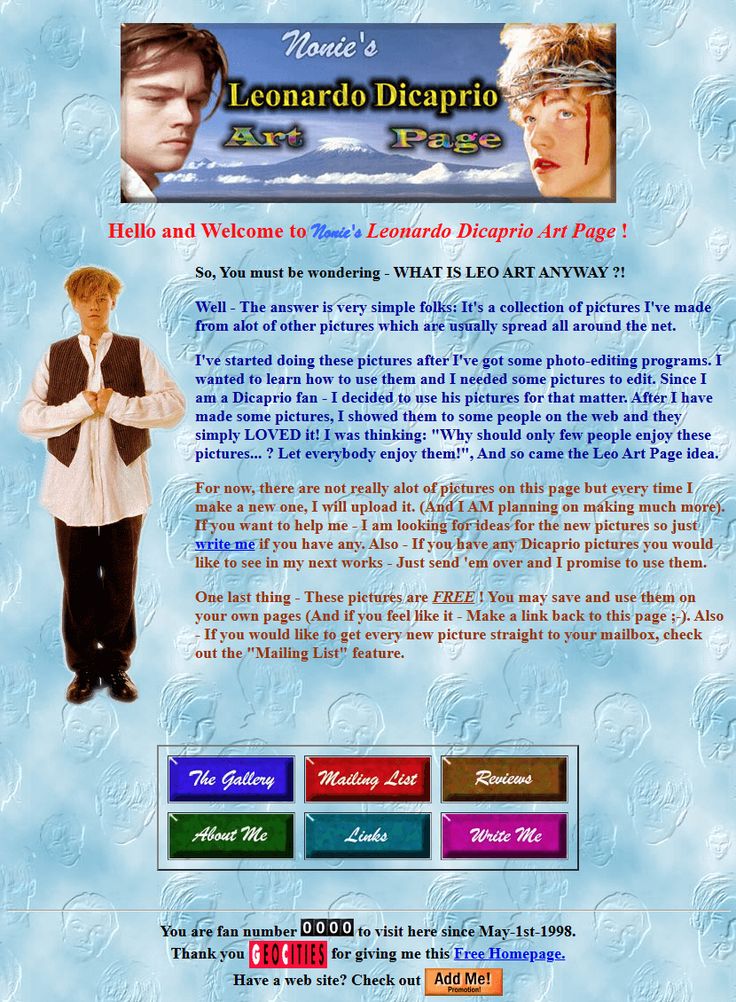 Nonie's
Leonardo Dicaprio
Art Page
Hello and Welcome to Nonie's Leonardo Dicaprio Art Page !
So, You must be wondering - WHAT IS LEO ART ANYWAY ?!
Well - The answer is very simple folks: It's a collection of pictures I've made
from alot of other pictures which are usually spread all around the net.
I've started doing these pictures after I've got some photo-editing programs. I
wanted to learn how to use them and I needed some pictures to edit. Since I
am a Dicaprio fan - I decided to use his pictures for that matter. After I have
made some pictures, I showed them to some people on the web and they
simply LOVED it! I was thinking: "Why should only few people enjoy these
pictures... ? Let everybody enjoy them!", And so came the Leo Art Page idea.
For now, there are not really alot of pictures on this page but every time I
make a new one, I will upload it. (And I AM planning on making much more).
If you want to help me - I am looking for ideas for the new pictures so just
write me if you have any. Also - If you have any Dicaprio pictures you would
like to see in my next works - Just send 'em over and I promise to use them.
One last thing - These pictures are FREE ! You may save and use them on
your own pages (And if you feel like it - Make a link back to this page ;-). Also
- If you would like to get every new picture straight to your mailbox, check
out the "Mailing List" feature.
The Gallery Mailing List Reviews
About Me Links Write Me
You are fan number 0000 to visit here since May-1st-1998.
Thank you GEOCITIES for giving me this Free Homepage.
Have a web site? Check out Add Me!
Promotion!